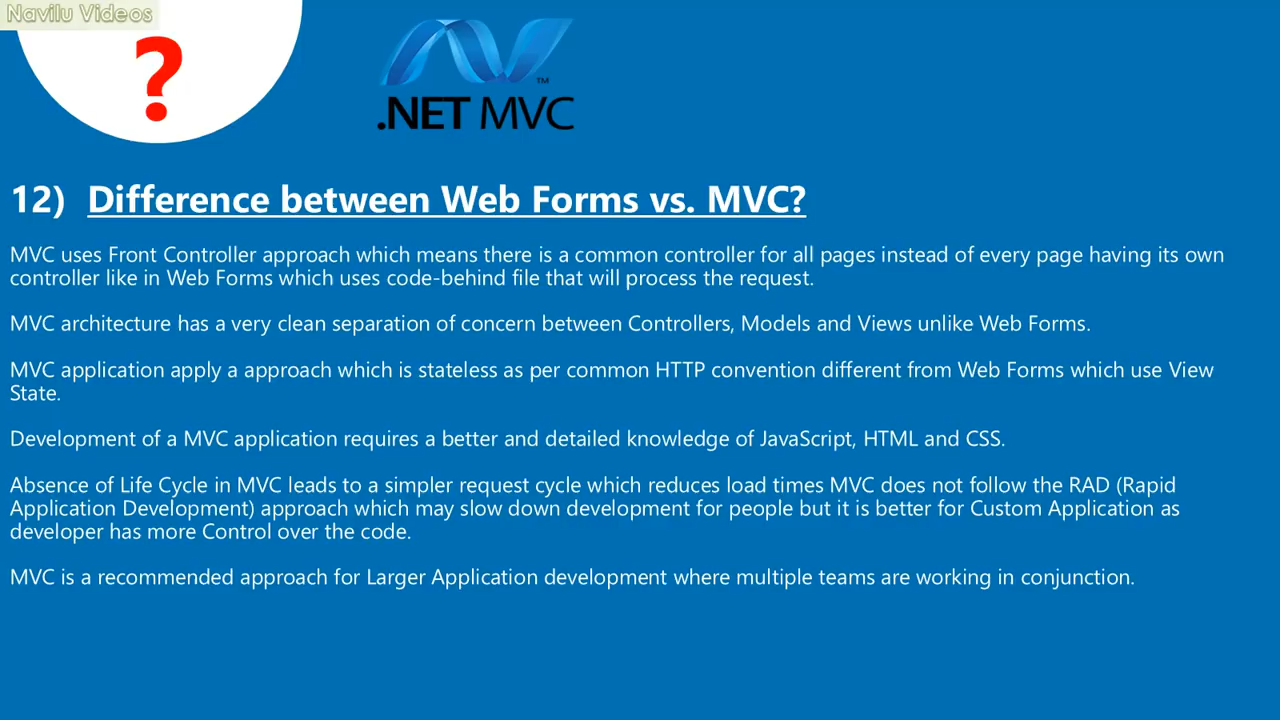 Navilu Videos
?
TM
.NET MVC
12) Difference between Web Forms vs. MVC?
MVC uses Front Controller approach which means there is a common controller for all pages instead of every page having its own
controller like in Web Forms which uses code-behind file that will process the request.
MVC architecture has a very clean separation of concern between Controllers, Models and Views unlike Web Forms.
MVC application apply a approach which is stateless as per common HTTP convention different from Web Forms which use View
State.
Development of a MVC application requires a better and detailed knowledge of JavaScript, HTML and CSS.
Absence of Life Cycle in MVC leads to a simpler request cycle which reduces load times MVC does not follow the RAD (Rapid
Application Development) approach which may slow down development for people but it is better for Custom Application as
developer has more Control over the code.
MVC is a recommended approach for Larger Application development where multiple teams are working in conjunction.